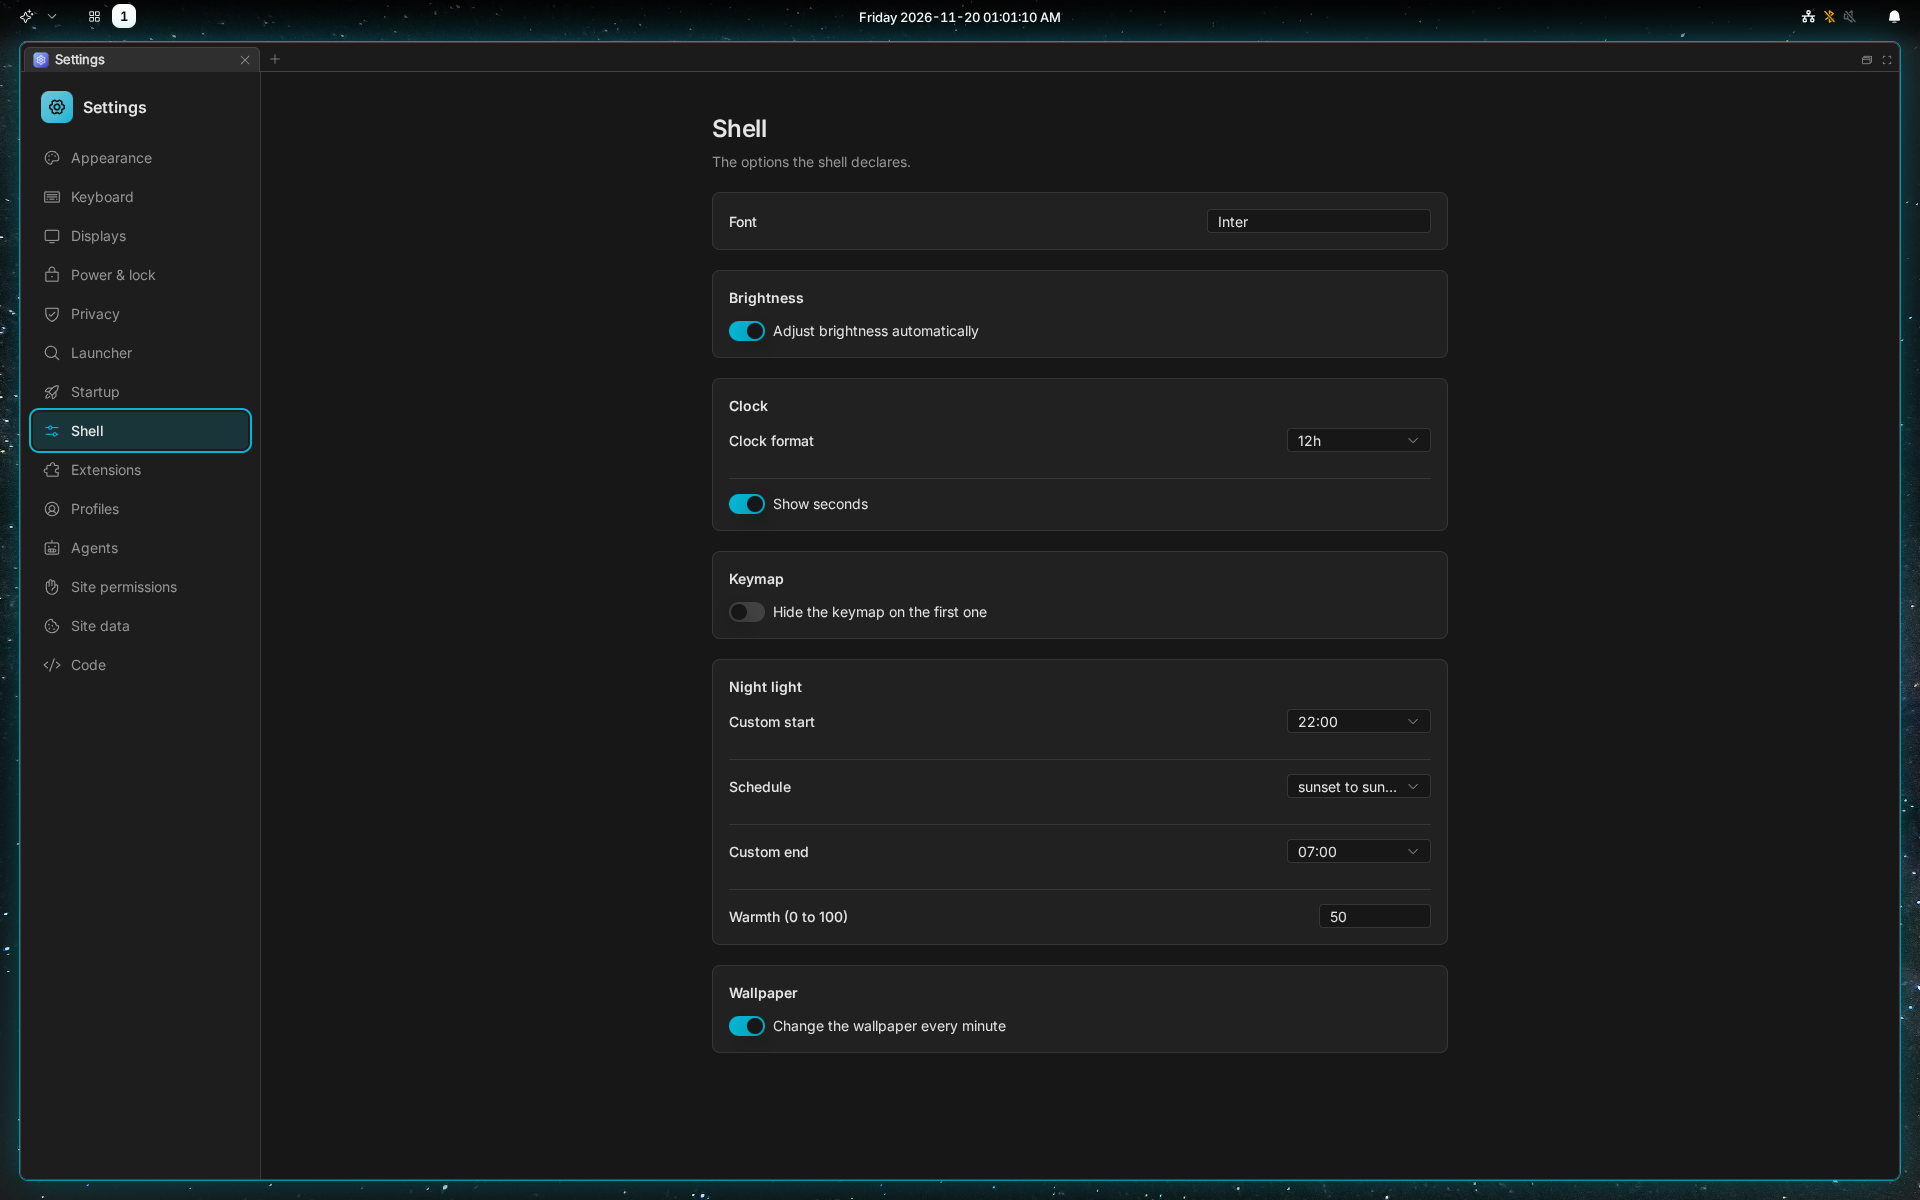 1
Friday 2026-11-20 01:01:10 AM
Settings
Settings
Appearance
Keyboard
Displays
Power & lock
Privacy
Launcher
Startup
Shell
Extensions
Profiles
Agents
Site permissions
Site data
Code
Shell
The options the shell declares.
Font
Inter
Brightness
Adjust brightness automatically
Clock
Clock format
12h
Show seconds
Keymap
Hide the keymap on the first one
Night light
Custom start
22:00
Schedule
sunset to sun...
Custom end
07:00
Warmth (0 to 100)
50
Wallpaper
Change the wallpaper every minute